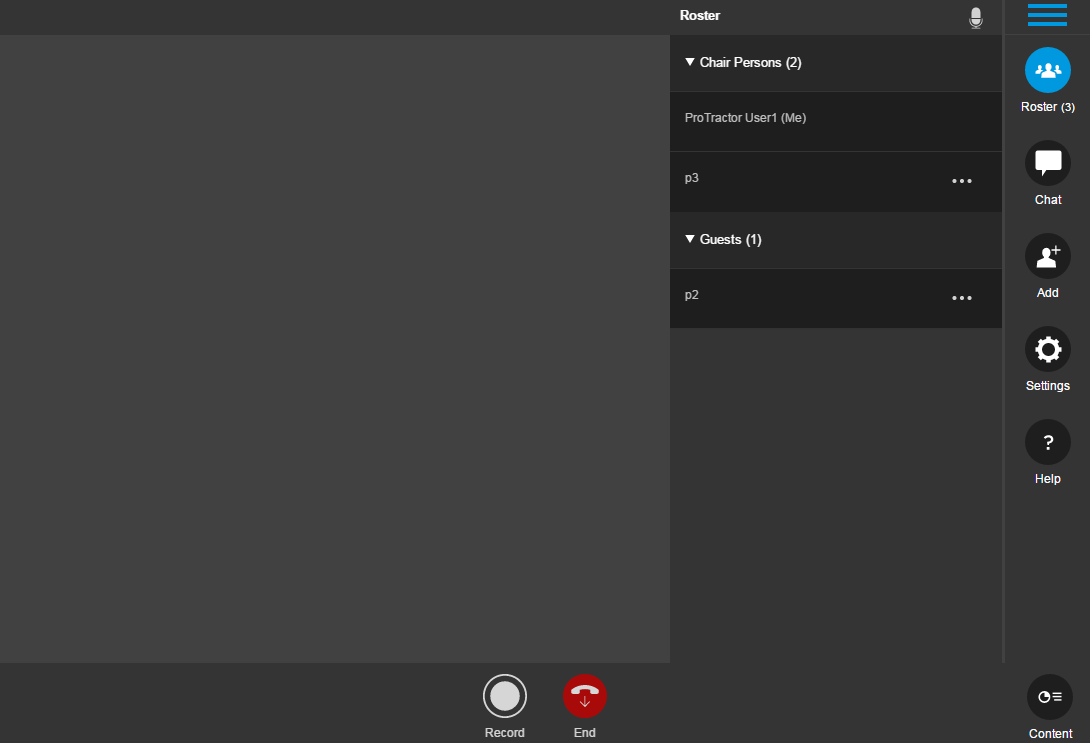 Roster
▼ Chair Persons (2)
ProTractor User1 (Me)
p3
▼ Guests (1)
p2
Roster (3)
Chat
Add
Settings
?
Help
Record
End
Content